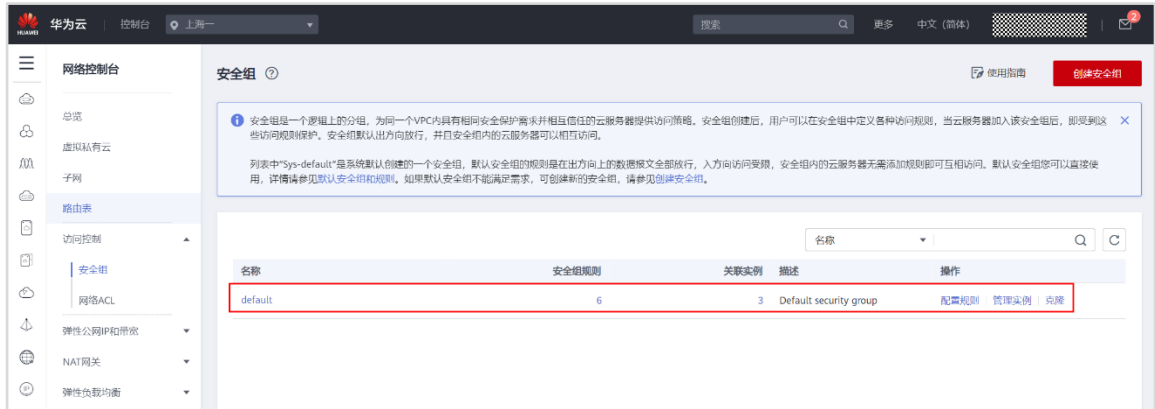 HUAWEI 华为云 控制台 上海一 搜索 更多 中文 (简体) 2
网络控制台
安全组 使用指南 创建安全组
总览
虚拟私有云
子网
路由表
访问控制
安全组
网络ACL
弹性公网IP和带宽
NAT网关
弹性负载均衡
安全组是一个逻辑上的分组，为同一个VPC内具有相同安全保护需求并相互信任的云服务器提供访问策略。安全组创建后，用户可以在安全组中定义各种访问规则，当云服务器加入该安全组后，即受到这
些访问规则保护。安全组默认出方向放行，并且安全组内的云服务器可以相互访问。
列表中“Sys-default”是系统默认创建的一个安全组，默认安全组的规则是在出方向上的数据报文全部放行，入方向访问受限，安全组内的云服务器无需添加规则即可互相访问。默认安全组您可以直接使
用，详情请参见默认安全组和规则。如果默认安全组不能满足需求，可创建新的安全组，请参见创建安全组。
名称
名称 安全组规则 关联实例 描述 操作
default 6 3 Default security group 配置规则 管理实例 克隆